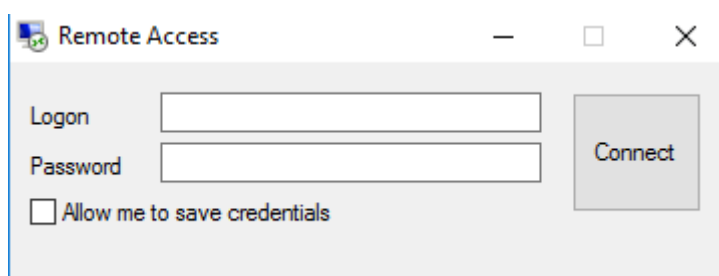 Remote Access
Logon
Password
Connect
Allow me to save credentials